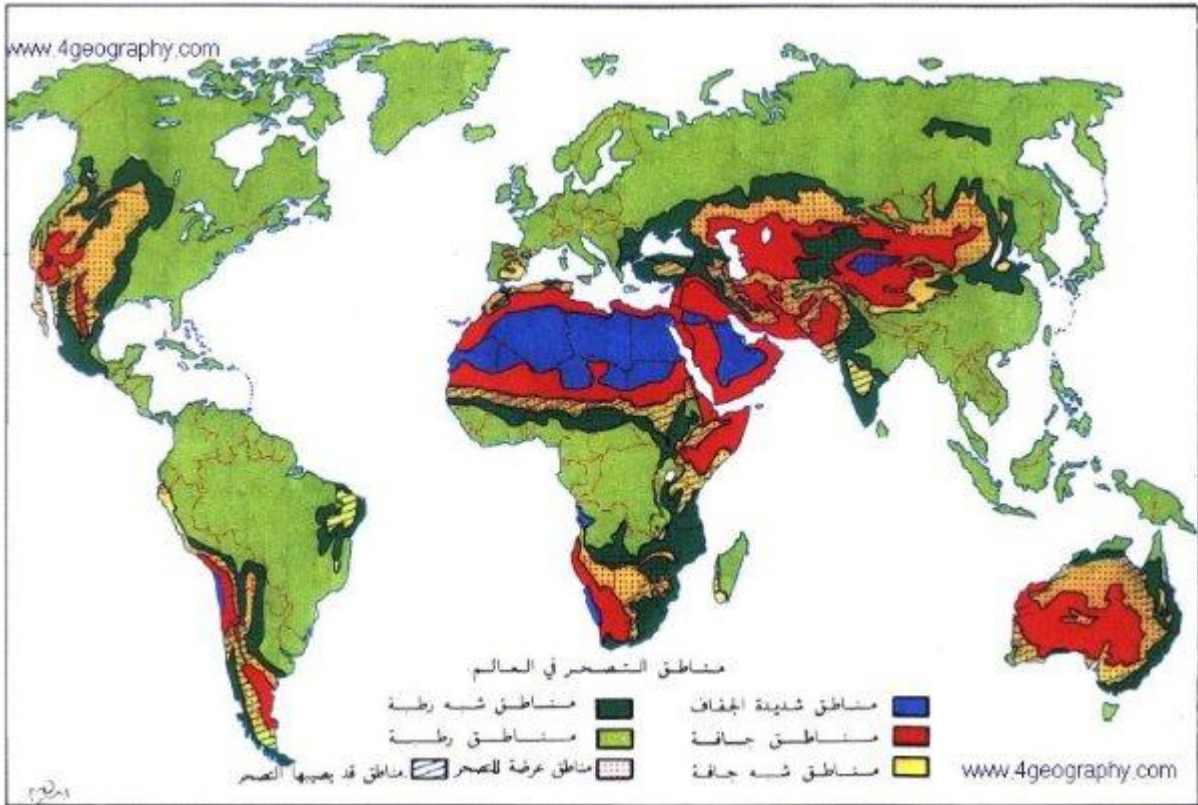 www.4geography.com
مناطق التصحر في العالم
مناطق شديدة الجفاف
مناطق شبه رطبة
مناطق جافة
مناطق رطبة
مناطق شبه جافة
مناطق عرضة للتصحر
مناطق قد يصيبها التصحر
www.4geography.com